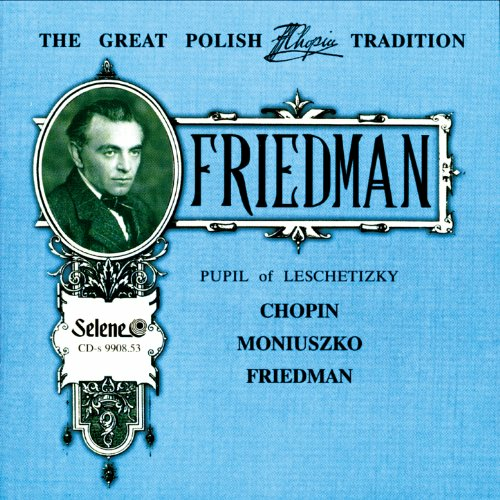 THE GREAT POLISH Chopin TRADITION
FRIEDMAN
PUPIL of LESCHETIZKY
CHOPIN
MONIUSZKO
FRIEDMAN
Selene
CD-s 9908.53